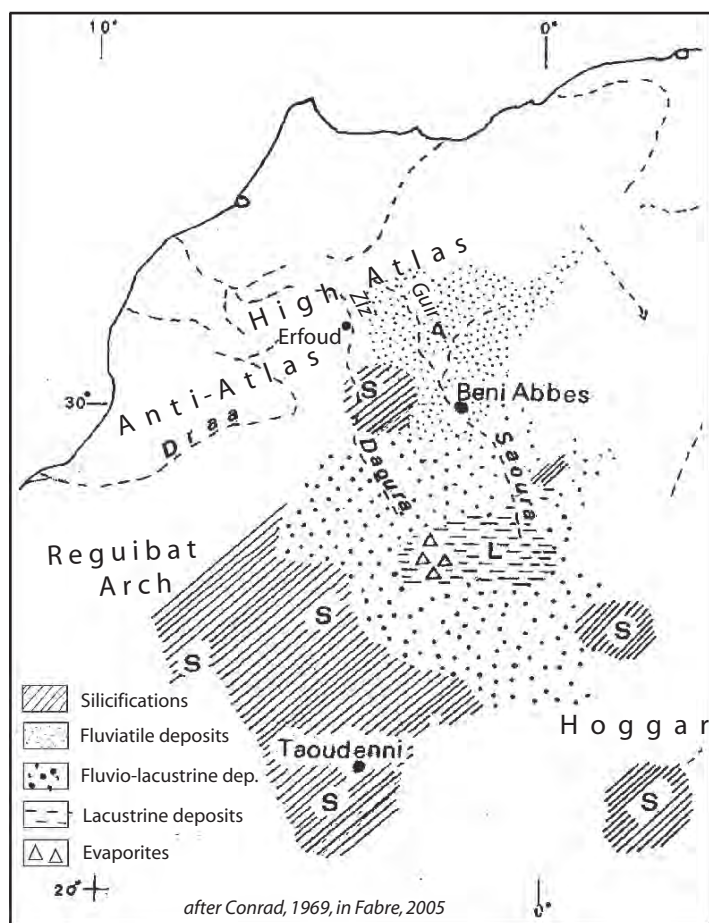 10°
0°
High Atlas
Ziz
Guir
Δ
Erfoud
Anti-Atlas
S
Beni Abbes
30°
Draa
Daoura
Saoura
Reguibat
Arch
L
S
S
S
Silicifications
Fluviatile deposits
Hoggar
Fluvio-lacustrine dep.
Taoudenni
Lacustrine deposits
S
S
Evaporites
20°
0°
after Conrad, 1969, in Fabre, 2005